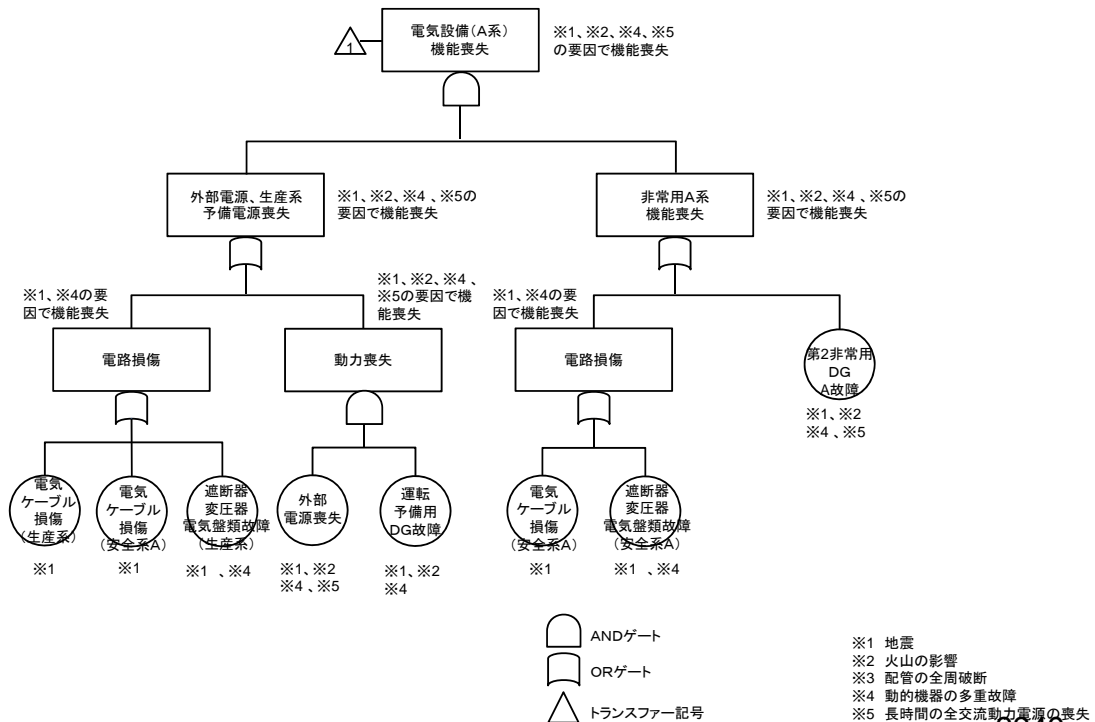 電気設備(A系)
機能喪失
※1、※2、※4、※5
の要因で機能喪失
1
外部電源、生産系
予備電源喪失
※1、※2、※4 、※5の
要因で機能喪失
非常用A系
機能喪失
※1、※2、※4 、※5の
要因で機能喪失
※1、※4の要
因で機能喪失
電路損傷
※1、※2、※4 、
※5の要因で機
能喪失
動力喪失
※1、※4の要
因で機能喪失
電路損傷
第2非常用
DG
A故障
※1、※2
※4 、※5
電気
ケーブル
損傷
(生産系)
※1
電気
ケーブル
損傷
(安全系A)
※1
遮断器
変圧器
電気盤類故障
(生産系)
※1 、※4
外部
電源喪失
※1、※2
※4 、※5
運転
予備用
DG故障
※1、※2
※4
電気
ケーブル
損傷
(安全系A)
※1
遮断器
変圧器
電気盤類故障
(安全系A)
※1 、※4
ANDゲート
ORゲート
トランスファー記号
※1 地震
※2 火山の影響
※3 配管の全周破断
※4 動的機器の多重故障
※5 長時間の全交流動力電源の喪失